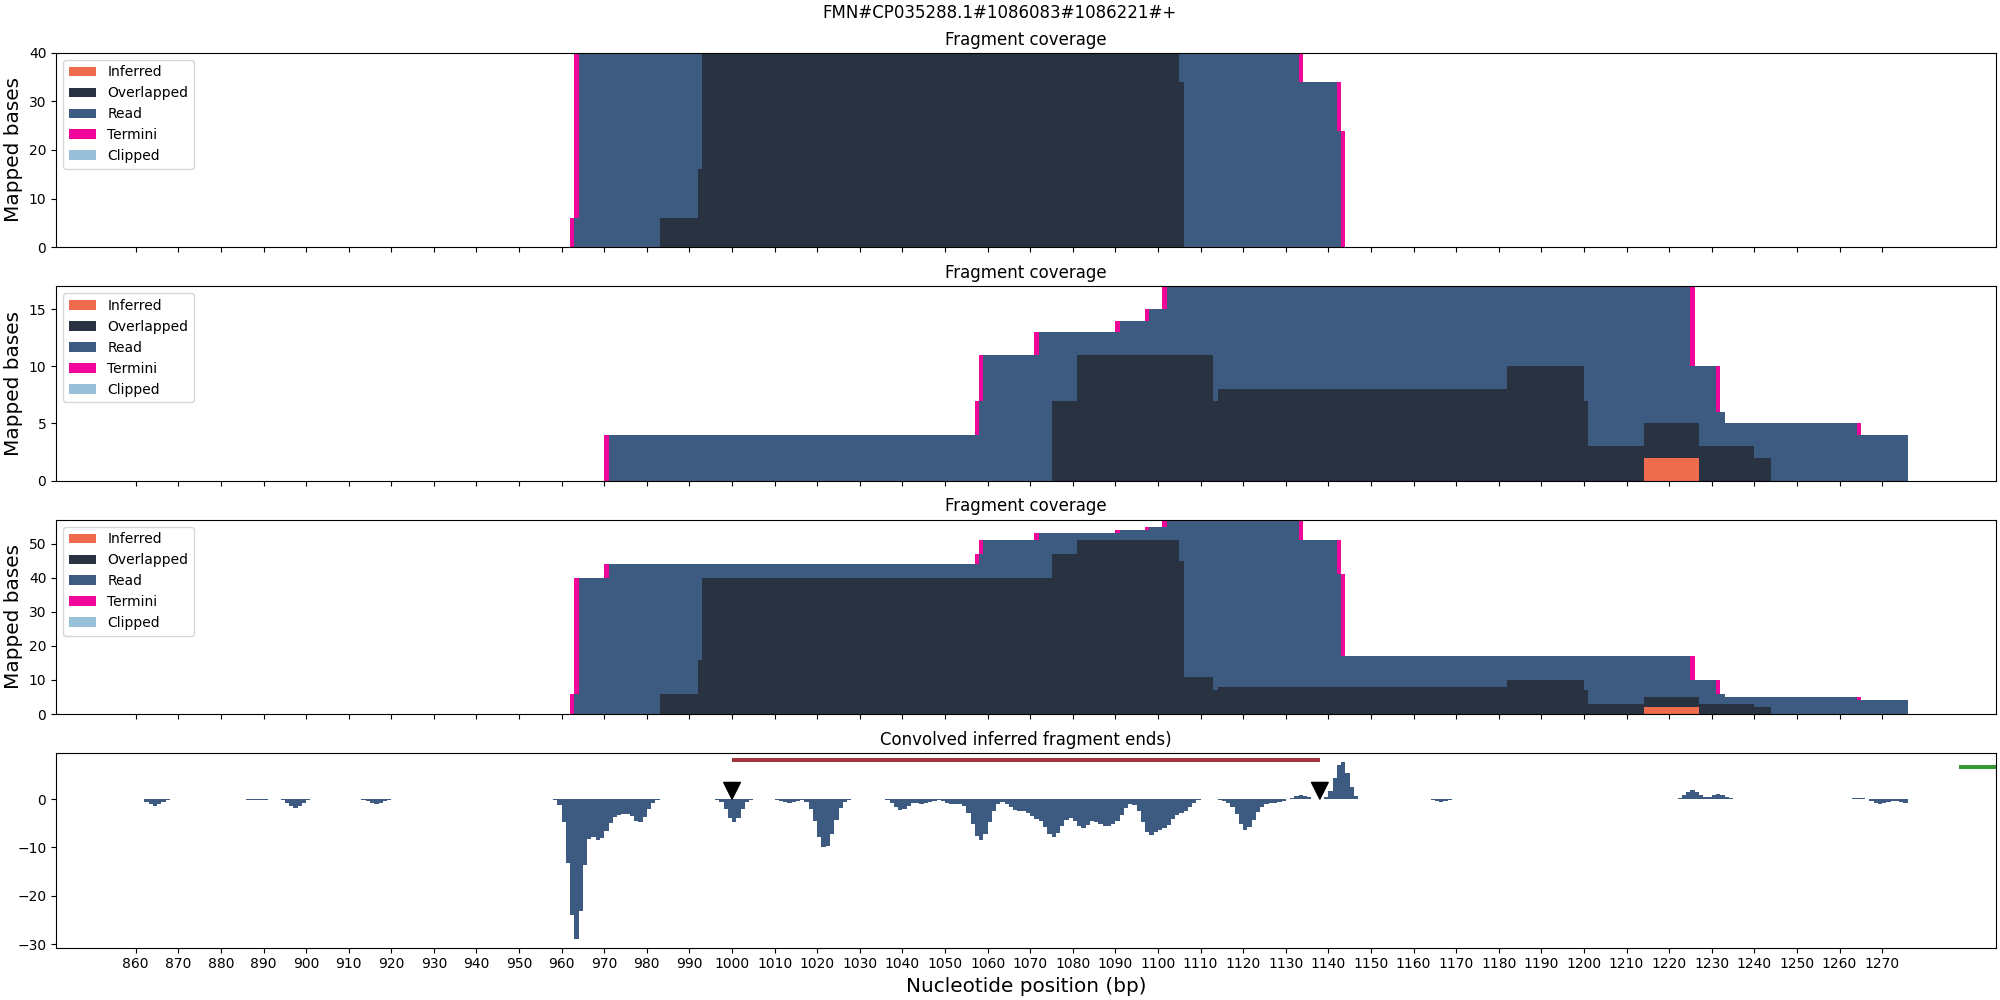 FMN#CP035288.1#1086083#1086221#+
Fragment coverage
40
30
20
10
0
Mapped bases
Inferred
Overlapped
Read
Termini
Clipped
Fragment coverage
15
10
5
0
Mapped bases
Inferred
Overlapped
Read
Termini
Clipped
Fragment coverage
50
40
30
20
10
0
Mapped bases
Inferred
Overlapped
Read
Termini
Clipped
Convolved inferred fragment ends)
0
−10
−20
−30
860 870 880 890 900 910 920 930 940 950 960 970 980 990 1000 1010 1020 1030 1040 1050 1060 1070 1080 1090 1100 1110 1120 1130 1140 1150 1160 1170 1180 1190 1200 1210 1220 1230 1240 1250 1260 1270
Nucleotide position (bp)